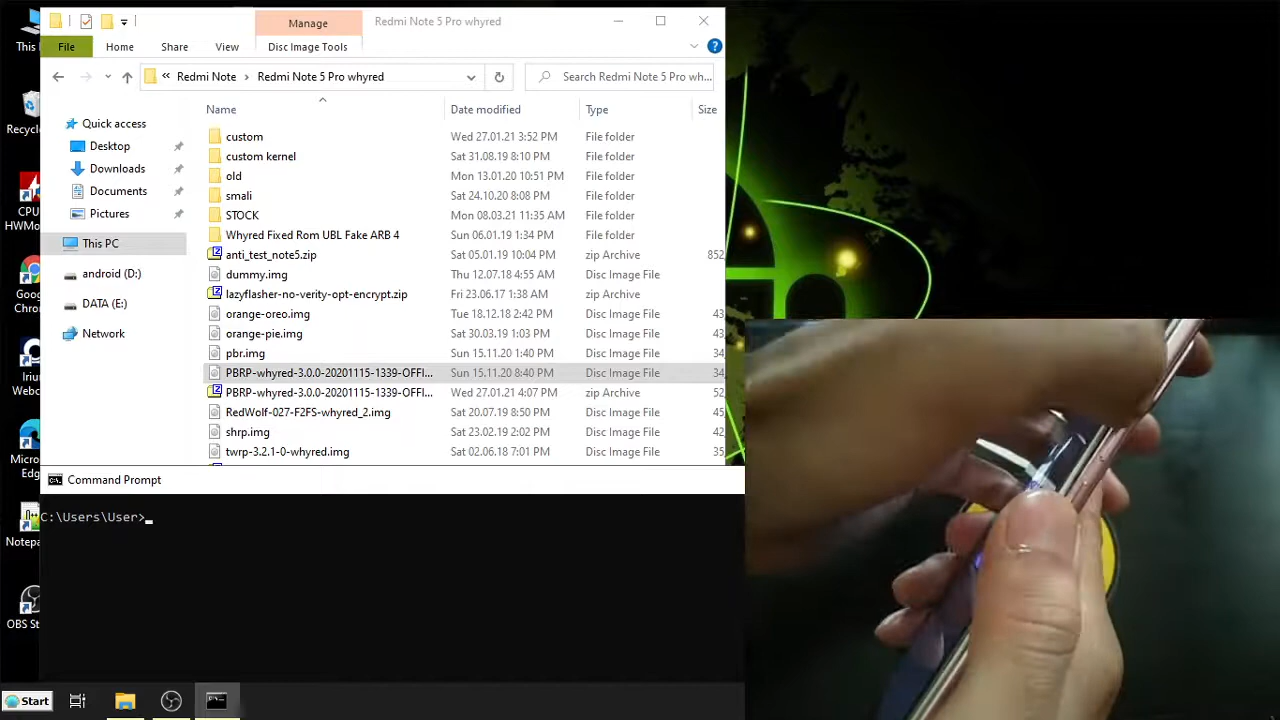 Manage
Redmi Note 5 Pro whyred
File
Home
Share
View
Disc Image Tools
« Redmi Note › Redmi Note 5 Pro whyred
Search Redmi Note 5 Pro wh...
Name
Date modified
Type
Size
Quick access
Desktop
Downloads
Documents
Pictures
This PC
android (D:)
DATA (E:)
Network
custom Wed 27.01.21 3:52 PM File folder
custom kernel Sat 31.08.19 8:10 PM File folder
old Mon 13.01.20 10:51 PM File folder
smali Sat 24.10.20 8:08 PM File folder
STOCK Mon 08.03.21 11:35 AM File folder
Whyred Fixed Rom UBL Fake ARB 4 Sun 06.01.19 1:34 PM File folder
anti_test_note5.zip Sat 05.01.19 10:04 PM zip Archive 852
dummy.img Thu 12.07.18 4:55 AM Disc Image File
lazyflasher-no-verity-opt-encrypt.zip Fri 23.06.17 1:38 AM zip Archive
orange-oreo.img Tue 18.12.18 2:42 PM Disc Image File 43
orange-pie.img Sat 30.03.19 1:03 PM Disc Image File 43
pbr.img Sun 15.11.20 1:40 PM Disc Image File 34
PBRP-whyred-3.0.0-20201115-1339-OFFI... Sun 15.11.20 8:40 PM Disc Image File 34
PBRP-whyred-3.0.0-20201115-1339-OFFI... Wed 27.01.21 4:07 PM zip Archive 52
RedWolf-027-F2FS-whyred_2.img Sat 20.07.19 8:50 PM Disc Image File 45
shrp.img Sat 23.02.19 2:02 PM Disc Image File 42
twrp-3.2.1-0-whyred.img Sat 02.06.18 7:01 PM Disc Image File 35
Command Prompt
C:\Users\User>
This
Recyc
CPU
HWMo
Goog
Chro
Iriu
Micro
Edg
Notepa
OBS St
Start